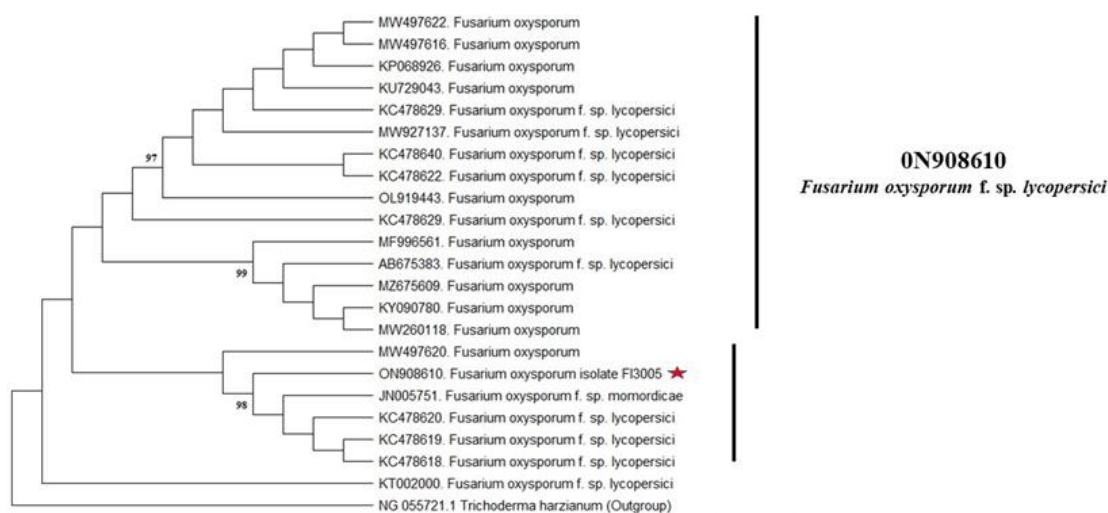 MW497622. Fusarium oxysporum
MW497616. Fusarium oxysporum
KP068926. Fusarium oxysporum
KU729043. Fusarium oxysporum
KC478629. Fusarium oxysporum f. sp. lycopersici
MW927137. Fusarium oxysporum f. sp. lycopersici
97
KC478640. Fusarium oxysporum f. sp. lycopersici
KC478622. Fusarium oxysporum f. sp. lycopersici
OL919443. Fusarium oxysporum
KC478629. Fusarium oxysporum f. sp. lycopersici
MF996561. Fusarium oxysporum
99
AB675383. Fusarium oxysporum f. sp. lycopersici
MZ675609. Fusarium oxysporum
KY090780. Fusarium oxysporum
MW260118. Fusarium oxysporum
MW497620. Fusarium oxysporum
ON908610. Fusarium oxysporum isolate FI3005
98
JN005751. Fusarium oxysporum f. sp. momordicae
KC478620. Fusarium oxysporum f. sp. lycopersici
KC478619. Fusarium oxysporum f. sp. lycopersici
KC478618. Fusarium oxysporum f. sp. lycopersici
KT002000. Fusarium oxysporum f. sp. lycopersici
NG 055721.1 Trichoderma harzianum (Outgroup)
0N908610
Fusarium oxysporum f. sp. lycopersici